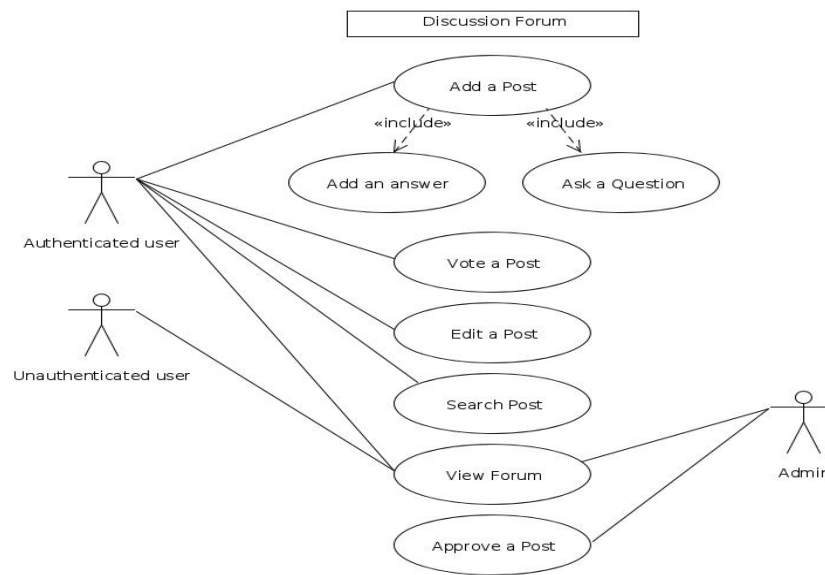 Discussion Forum
Add a Post
«include» «include»
Add an answer Ask a Question
Authenticated user
Vote a Post
Edit a Post
Unauthenticated user
Search Post
View Forum
Admin
Approve a Post